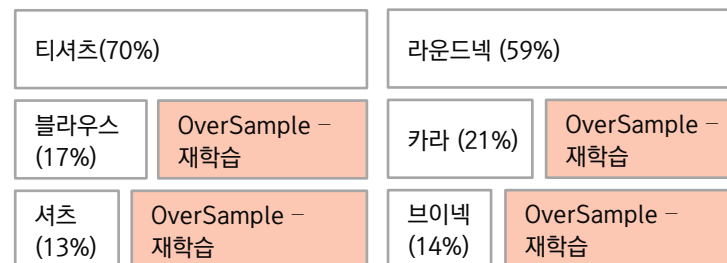 티셔츠(70%)
라운드넥 (59%)
블라우스
(17%)
OverSample –
재학습
카라 (21%)
OverSample –
재학습
셔츠
(13%)
OverSample –
재학습
브이넥
(14%)
OverSample –
재학습